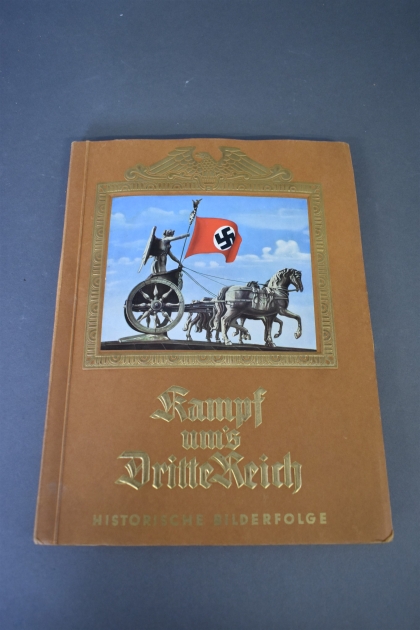 Kampf
um's
Dritte Reich
HISTORISCHE BILDERFOLGE